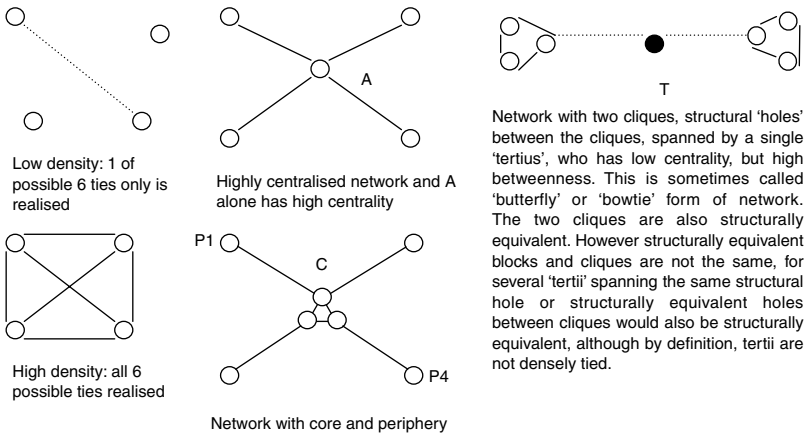 Low density: 1 of
possible 6 ties only is
realised
A
Highly centralised network and A
alone has high centrality
T
Network with two cliques, structural ‘holes’
between the cliques, spanned by a single
‘tertius’, who has low centrality, but high
betweenness. This is sometimes called
‘butterfly’ or ‘bowtie’ form of network.
The two cliques are also structurally
equivalent. However structurally equivalent
blocks and cliques are not the same, for
several ‘tertii’ spanning the same structural
hole or structurally equivalent holes
between cliques would also be structurally
equivalent, although by definition, tertii are
not densely tied.
High density: all 6
possible ties realised
P1
C
P4
Network with core and periphery